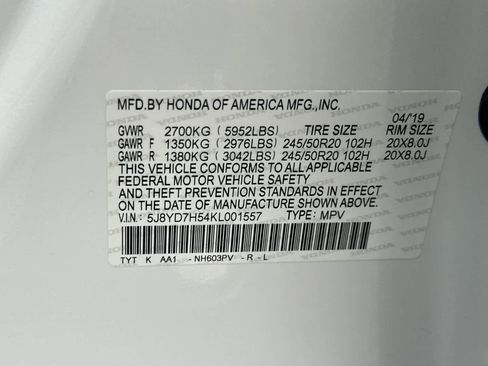 MFD.BY HONDA OF AMERICA MFG.,INC.
04/'19
GVWR 2700KG ( 5952LBS) TIRE SIZE RIM SIZE
GAWR F 1350KG ( 2976LBS) 245/50R20 102H 20X8.0J
GAWR R 1380KG ( 3042LBS) 245/50R20 102H 20X8.0J
THIS VEHICLE CONFORMS TO ALL APPLICABLE
FEDERAL MOTOR VEHICLE SAFETY
AND THEFT PREVENTION STANDARDS IN EFFECT
ON THE DATE OF MANUFACTURE SHOWN ABOVE.
V.I.N.: 5J8YD7H54KL001557 TYPE: MPV
TYT K AA1 - NH603PV - R - L